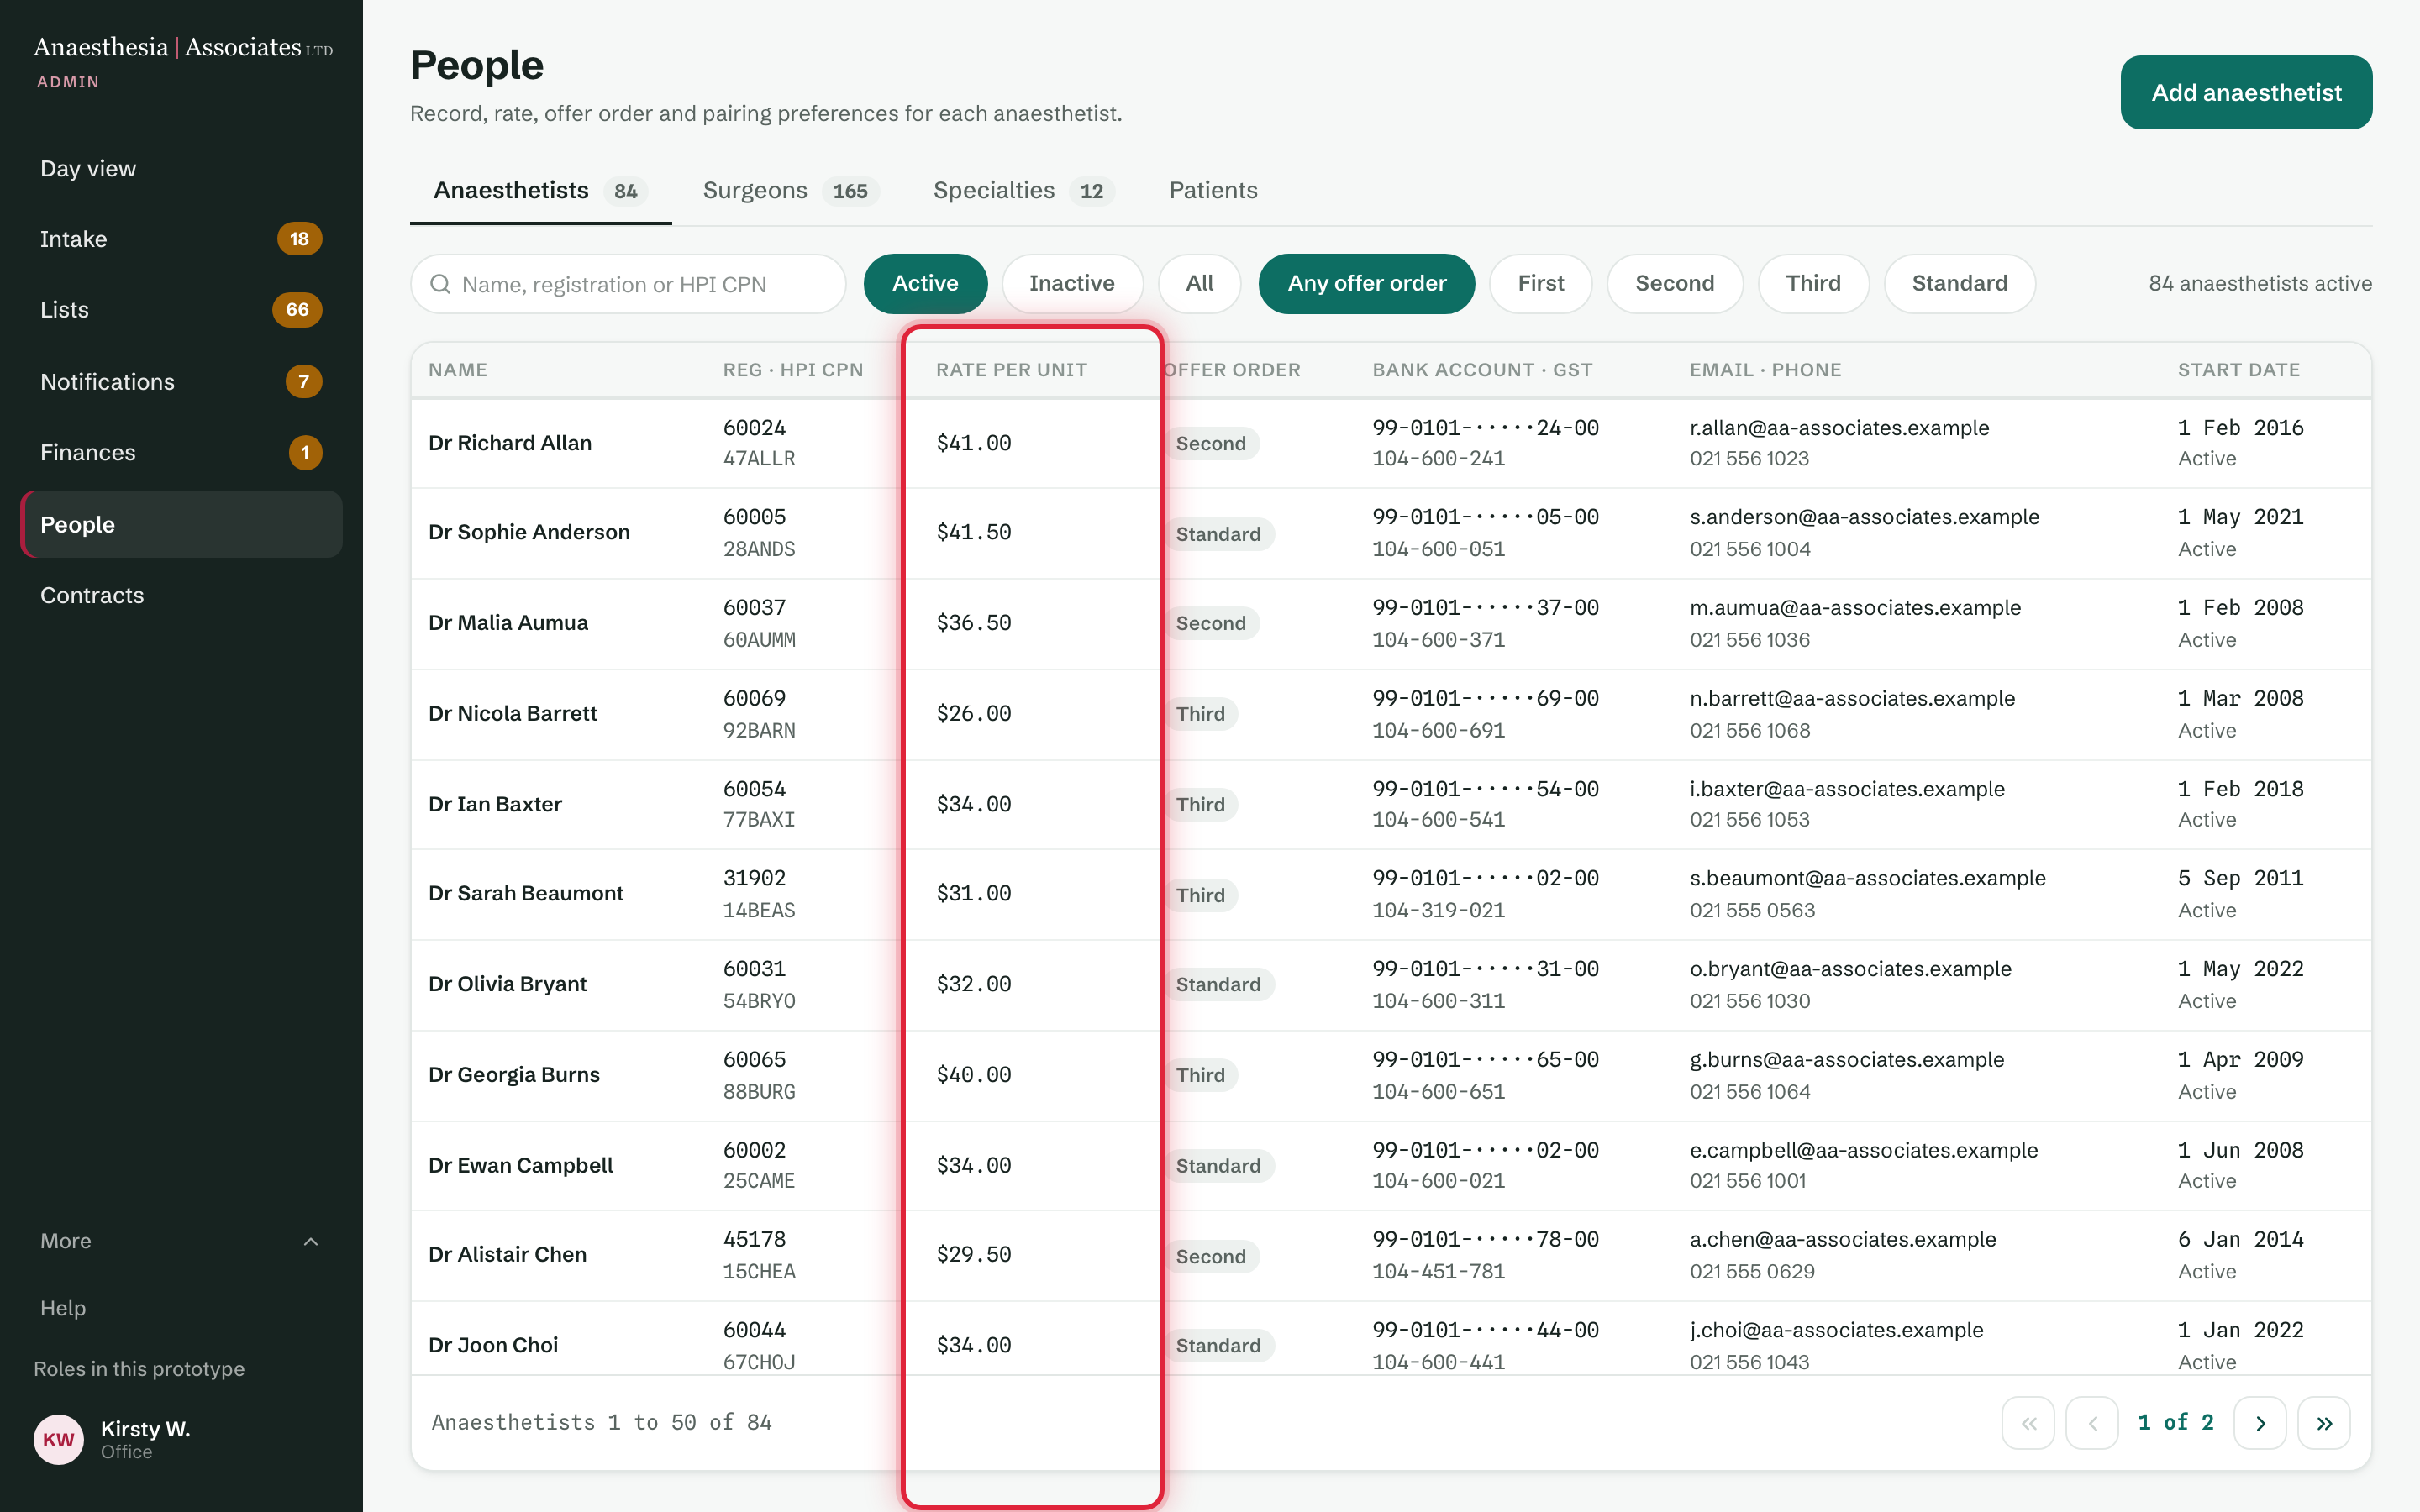 Anaesthesia | Associates LTD
ADMIN
Day view
Intake 18
Lists 66
Notifications 7
Finances 1
People
Contracts
More
Help
Roles in this prototype
KW
Kirsty W.
Office
People
Record, rate, offer order and pairing preferences for each anaesthetist.
Add anaesthetist
Anaesthetists 84 Surgeons 165 Specialties 12 Patients
Name, registration or HPI CPN Active Inactive All Any offer order First Second Third Standard 84 anaesthetists active
NAME REG · HPI CPN RATE PER UNIT OFFER ORDER BANK ACCOUNT · GST EMAIL · PHONE START DATE
Dr Richard Allan 60024 $41.00 Second 99-0101-·····24-00 r.allan@aa-associates.example 1 Feb 2016
47ALLR 104-600-241 021 556 1023 Active
Dr Sophie Anderson 60005 $41.50 Standard 99-0101-·····05-00 s.anderson@aa-associates.example 1 May 2021
28ANDS 104-600-051 021 556 1004 Active
Dr Malia Aumua 60037 $36.50 Second 99-0101-·····37-00 m.aumua@aa-associates.example 1 Feb 2008
60AUMM 104-600-371 021 556 1036 Active
Dr Nicola Barrett 60069 $26.00 Third 99-0101-·····69-00 n.barrett@aa-associates.example 1 Mar 2008
92BARN 104-600-691 021 556 1068 Active
Dr Ian Baxter 60054 $34.00 Third 99-0101-·····54-00 i.baxter@aa-associates.example 1 Feb 2018
77BAXI 104-600-541 021 556 1053 Active
Dr Sarah Beaumont 31902 $31.00 Third 99-0101-·····02-00 s.beaumont@aa-associates.example 5 Sep 2011
14BEAS 104-319-021 021 555 0563 Active
Dr Olivia Bryant 60031 $32.00 Standard 99-0101-·····31-00 o.bryant@aa-associates.example 1 May 2022
54BRYO 104-600-311 021 556 1030 Active
Dr Georgia Burns 60065 $40.00 Third 99-0101-·····65-00 g.burns@aa-associates.example 1 Apr 2009
88BURG 104-600-651 021 556 1064 Active
Dr Ewan Campbell 60002 $34.00 Standard 99-0101-·····02-00 e.campbell@aa-associates.example 1 Jun 2008
25CAME 104-600-021 021 556 1001 Active
Dr Alistair Chen 45178 $29.50 Second 99-0101-·····78-00 a.chen@aa-associates.example 6 Jan 2014
15CHEA 104-451-781 021 555 0629 Active
Dr Joon Choi 60044 $34.00 Standard 99-0101-·····44-00 j.choi@aa-associates.example 1 Jan 2022
67CHOJ 104-600-441 021 556 1043 Active
Anaesthetists 1 to 50 of 84 « ‹ 1 of 2 › »